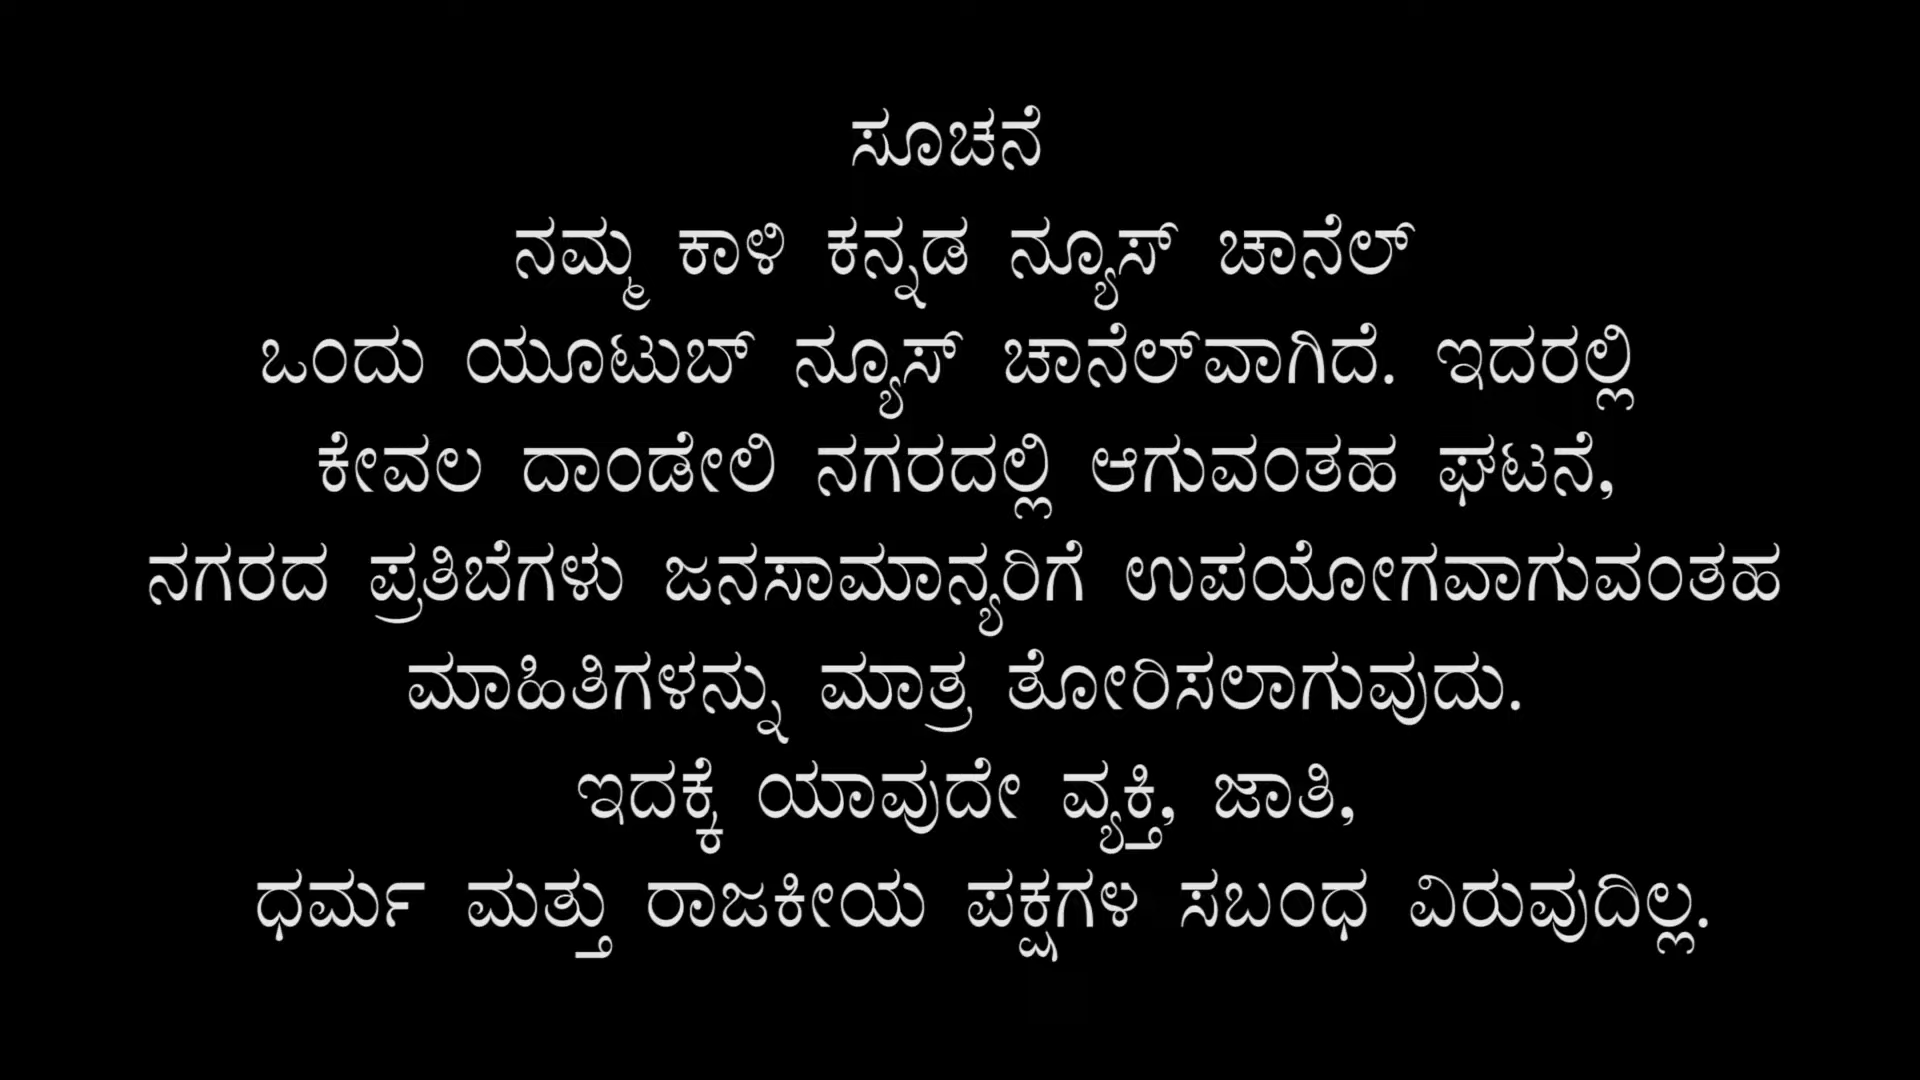 ಸೂಚನೆ
ನಮ್ಮ ಕಾಳಿ ಕನ್ನಡ ನ್ಯೂಸ್ ಚಾನೆಲ್
ಒಂದು ಯೂಟುಬ್ ನ್ಯೂಸ್ ಚಾನೆಲ್‌ವಾಗಿದೆ. ಇದರಲ್ಲಿ
ಕೇವಲ ದಾಂಡೇಲಿ ನಗರದಲ್ಲಿ ಆಗುವಂತಹ ಘಟನೆ,
ನಗರದ ಪ್ರತಿಬೆಗಳು ಜನಸಾಮಾನ್ಯರಿಗೆ ಉಪಯೋಗವಾಗುವಂತಹ
ಮಾಹಿತಿಗಳನ್ನು ಮಾತ್ರ ತೋರಿಸಲಾಗುವುದು.
ಇದಕ್ಕೆ ಯಾವುದೇ ವ್ಯಕ್ತಿ, ಜಾತಿ,
ಧರ್ಮ ಮತ್ತು ರಾಜಕೀಯ ಪಕ್ಷಗಳ ಸಬಂಧ ವಿರುವುದಿಲ್ಲ.